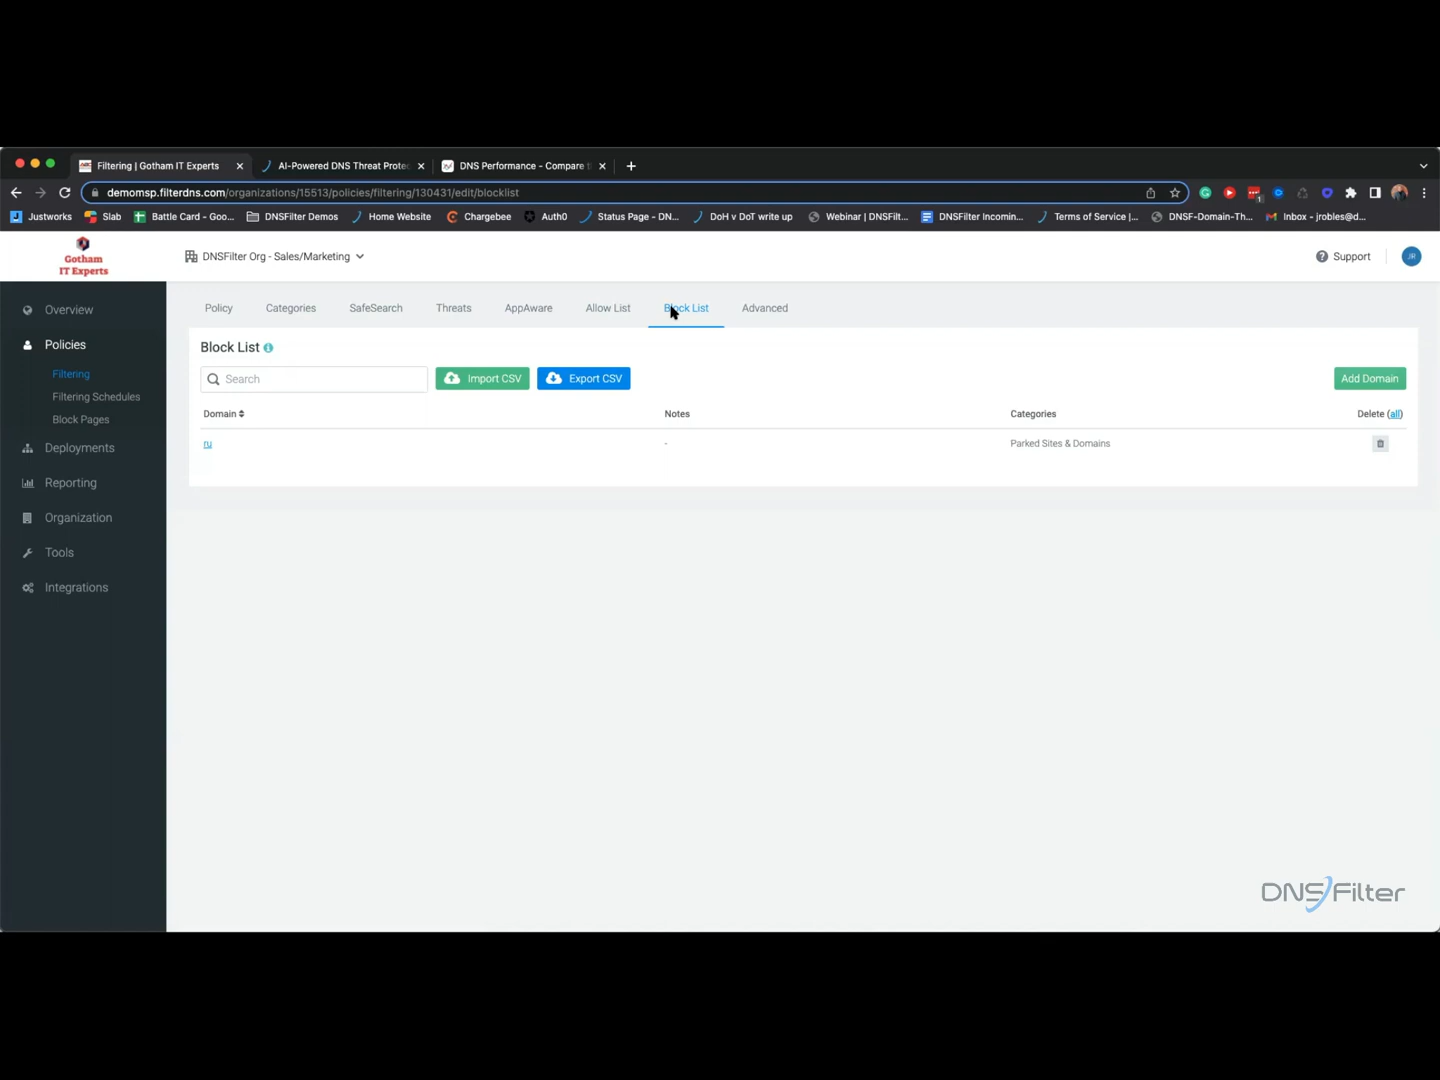 Filtering | Gotham IT Experts
AI-Powered DNS Threat Protec
DNS Performance - Compare t
demomsp.filterdns.com/organizations/15513/policies/filtering/130431/edit/blocklist
Justworks
Slab
Battle Card - Goo...
DNSFilter Demos
Home Website
Chargebee
Auth0
Status Page - DN...
DoH v DoT write up
Webinar | DNSFilt...
DNSFilter Incomin...
Terms of Service |...
DNSF-Domain-Th...
Inbox - jrobles@d...
Gotham
IT Experts
DNSFilter Org - Sales/Marketing
Support
JR
Overview
Policies
Filtering
Filtering Schedules
Block Pages
Deployments
Reporting
Organization
Tools
Integrations
Policy
Categories
SafeSearch
Threats
AppAware
Allow List
Block List
Advanced
Block List
Search
Import CSV
Export CSV
Add Domain
Domain
Notes
Categories
Delete (all)
ru
-
Parked Sites & Domains
DNSFilter